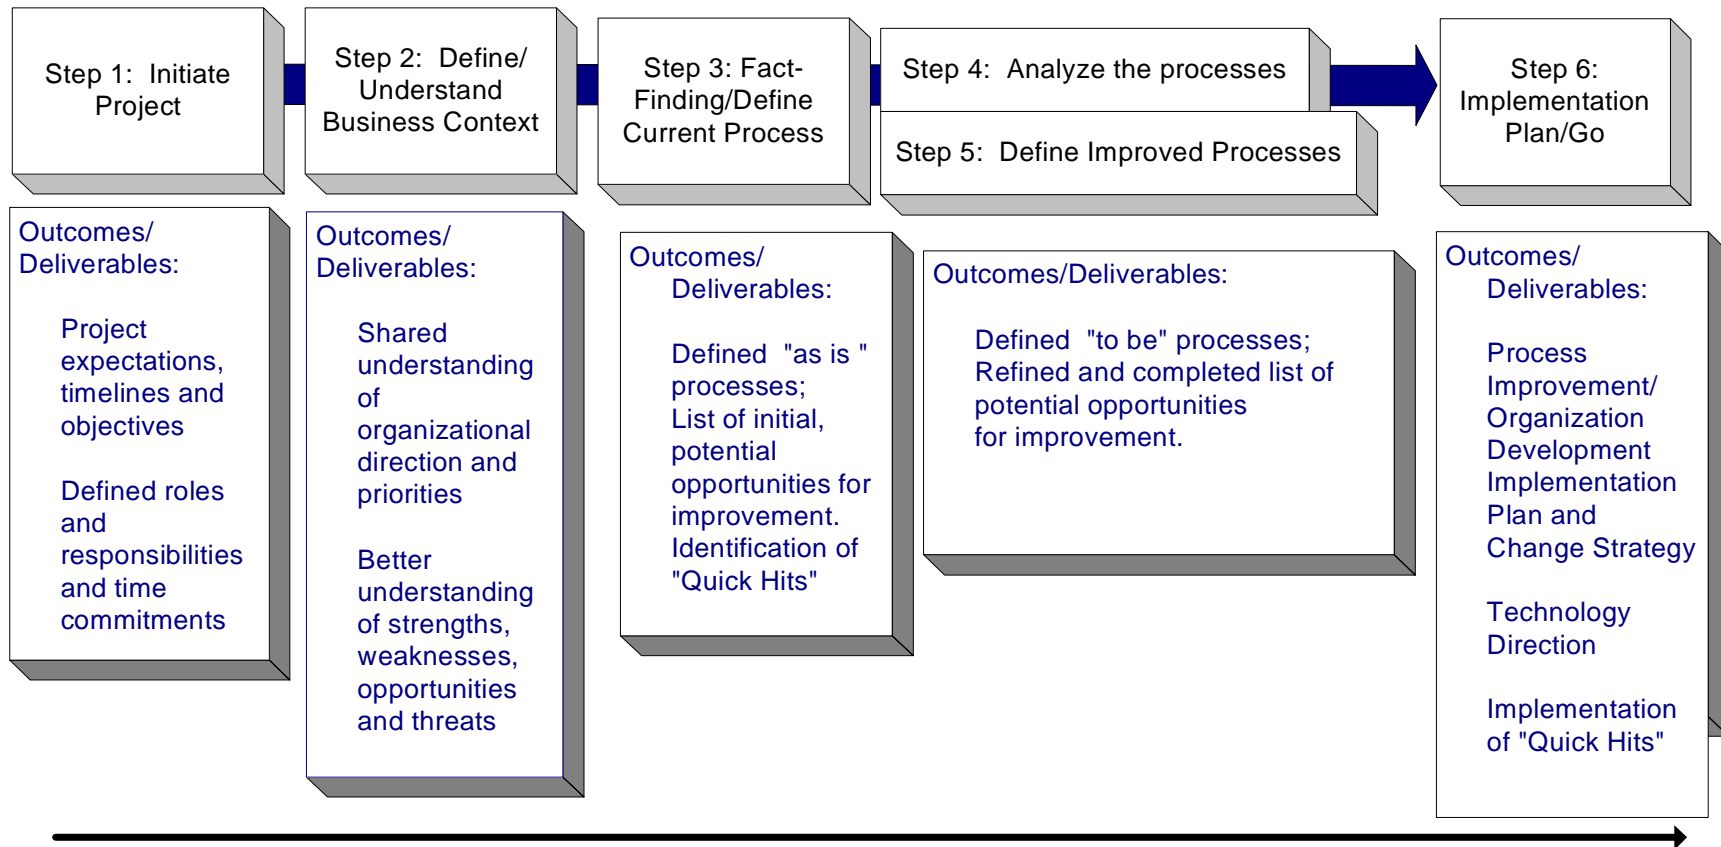 Step 1:  Initiate
Project
Step 2:  Define/
Understand
Business Context
Step 3: Fact-
Finding/Define
Current Process
Step 4:  Analyze the processes
Step 5:  Define Improved Processes
Step 6:
Implementation
Plan/Go
Outcomes/
Deliverables:
Project
expectations,
timelines and
objectives
Defined roles
and
responsibilities
and time
commitments
Outcomes/
Deliverables:
Shared
understanding
of
organizational
direction and
priorities
Better
understanding
of strengths,
weaknesses,
opportunities
and threats
Outcomes/
Deliverables:
Defined  "as is "
processes;
List of initial,
potential
opportunities for
improvement.
Identification of
"Quick Hits"
Outcomes/Deliverables:
Defined  "to be" processes;
Refined and completed list of
potential opportunities
for improvement.
Outcomes/
Deliverables:
Process
Improvement/
Organization
Development
Implementation
Plan and
Change Strategy
Technology
Direction
Implementation
of "Quick Hits"